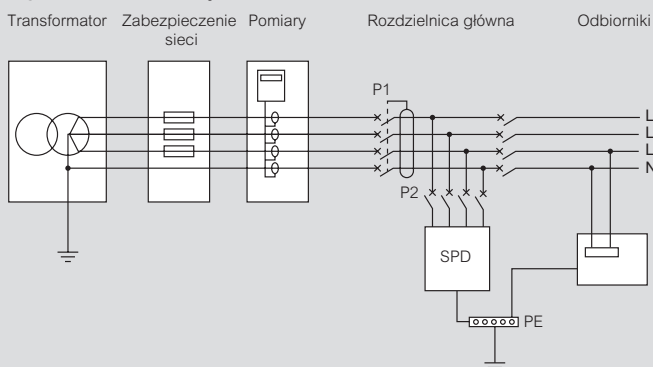 Transformator
Zabezpieczenie
sieci
Pomiary
Rozdzielnica główna
Odbiorniki
P1
L
L
L
N
P2
SPD
PE